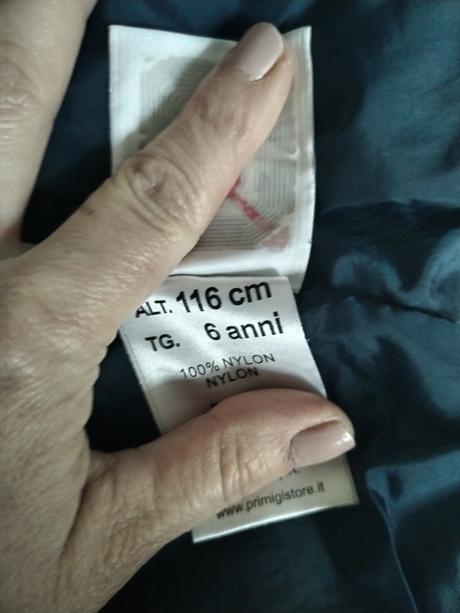 ALT. 116 cm
TG. 6 anni
100% NYLON
NYLON
www.primigistore.it